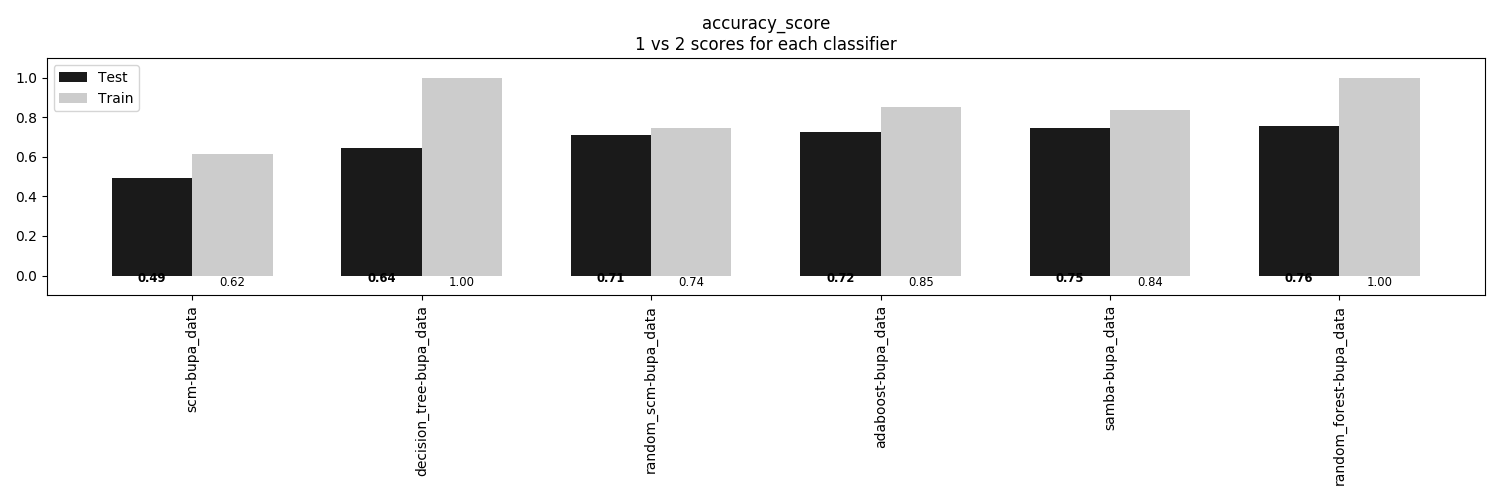 accuracy_score
1 vs 2 scores for each classifier
Test
Train
1.0
0.8
0.6
0.4
0.2
0.0
0.49
0.62
0.64
1.00
0.71
0.74
0.72
0.85
0.75
0.84
0.76
1.00
scm-bupa_data
decision_tree-bupa_data
random_scm-bupa_data
adaboost-bupa_data
samba-bupa_data
random_forest-bupa_data